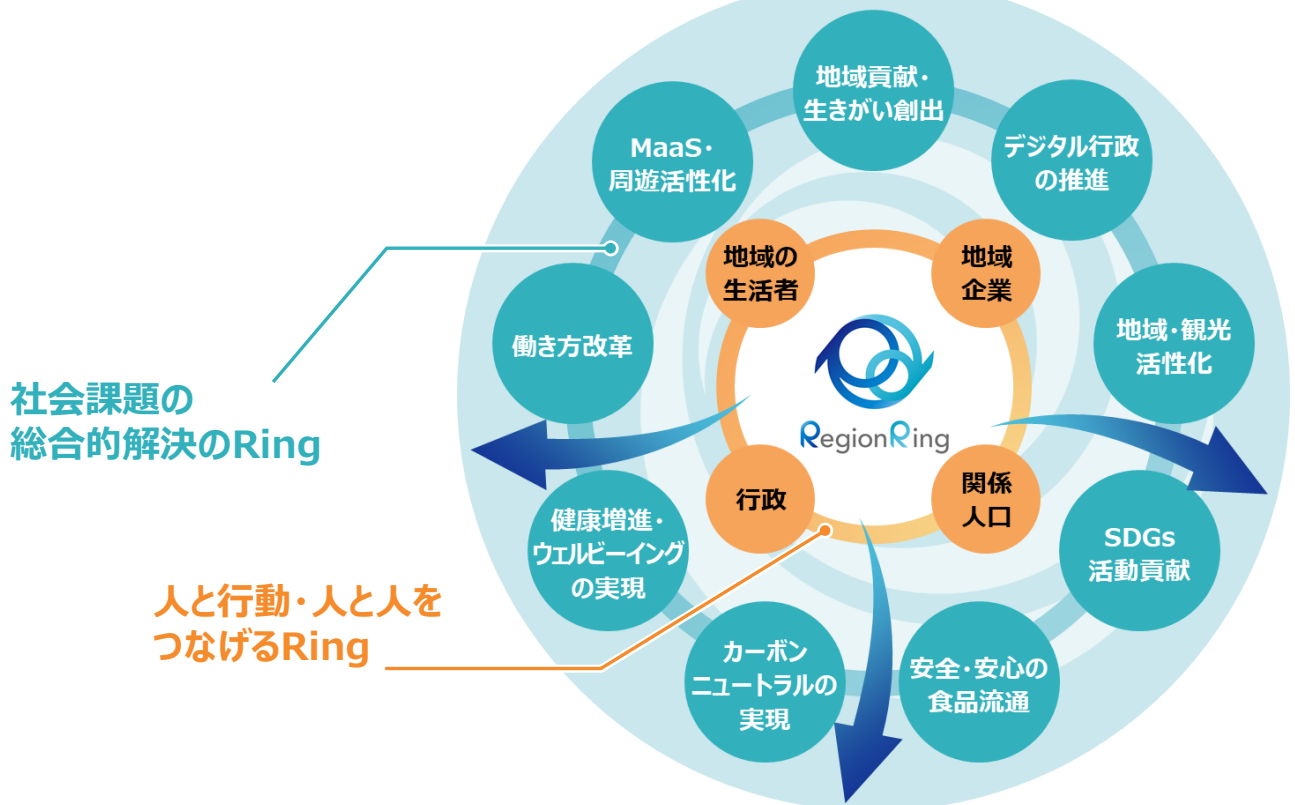 地域貢献・
生きがい創出
MaaS・
周遊活性化
デジタル行政
の推進
地域の
生活者
地域
企業
働き方改革
地域・観光
活性化
社会課題の
総合的解決のRing
RegionRing
行政
関係
人口
健康増進・
ウェルビーイング
の実現
SDGs
活動貢献
人と行動・人と人を
つなげるRing
カーボン
ニュートラルの
実現
安全・安心の
食品流通